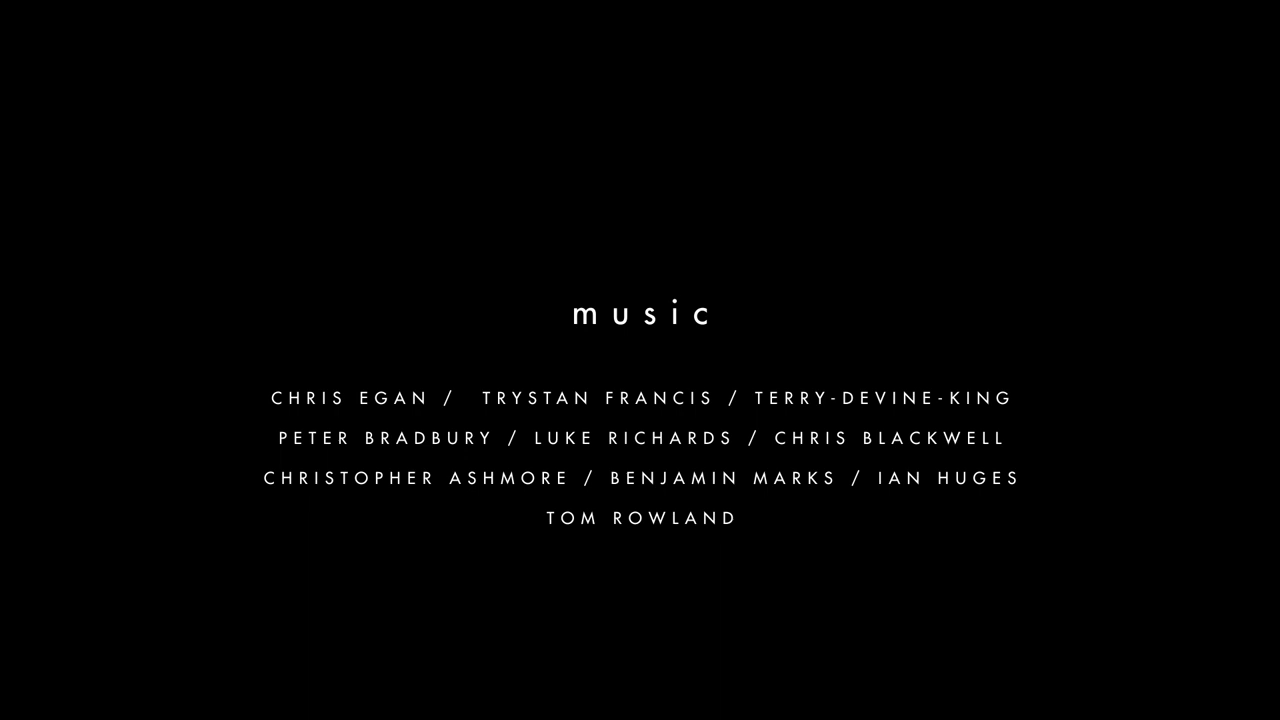 music
CHRIS EGAN / TRYSTAN FRANCIS / TERRY-DEVINE-KING
PETER BRADBURY / LUKE RICHARDS / CHRIS BLACKWELL
CHRISTOPHER ASHMORE / BENJAMIN MARKS / IAN HUGES
TOM ROWLAND